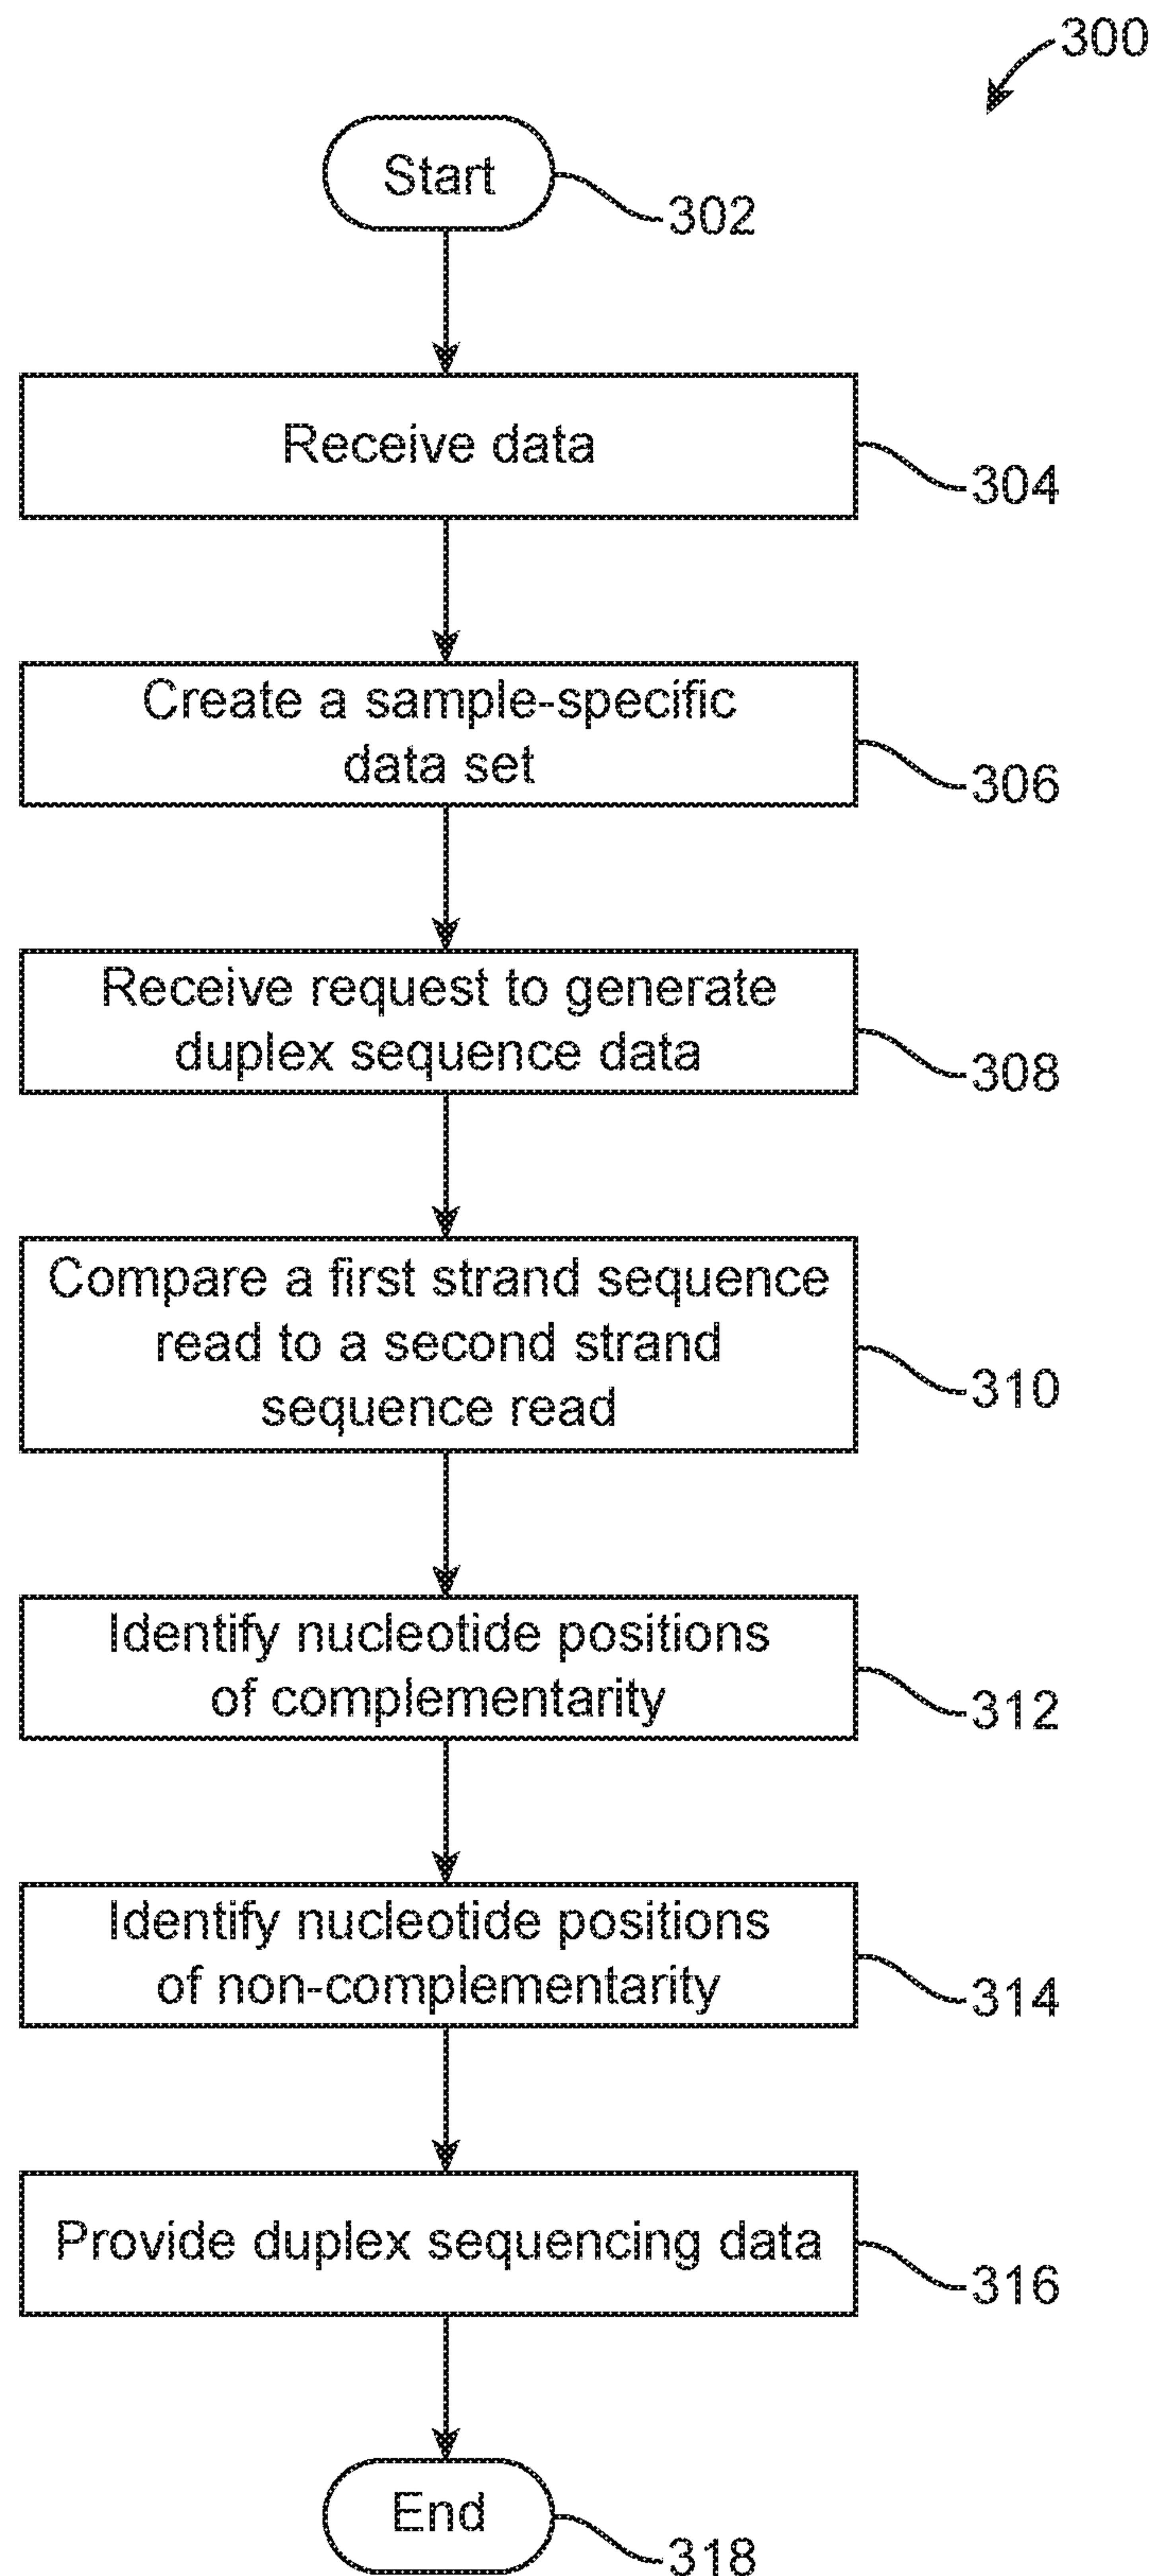 300
Start
302
Receive data
304
Create a sample-specific
data set
306
Receive request to generate
duplex sequence data
308
Compare a first strand sequence
read to a second strand
sequence read
310
Identify nucleotide positions
of complementarity
312
Identify nucleotide positions
of non-complementarity
314
Provide duplex sequencing data
316
End
318